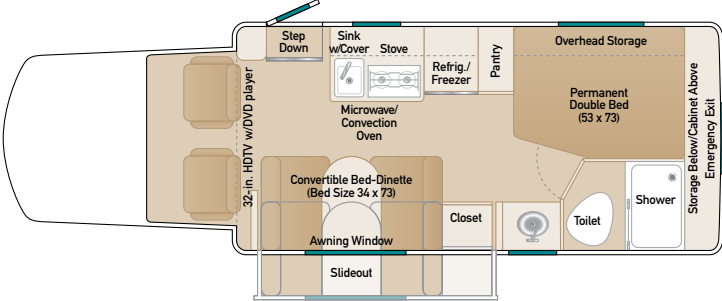 Step
Down
Sink
w/Cover
Stove
Refrig./
Freezer
Pantry
Overhead Storage
Permanent
Double Bed
(53 x 73)
Microwave/
Convection
Oven
32-in. HDTV w/DVD player
Convertible Bed-Dinette
(Bed Size 34 x 73)
Closet
Toilet
Shower
Storage Below/Cabinet Above
Emergency Exit
Awning Window
Slideout